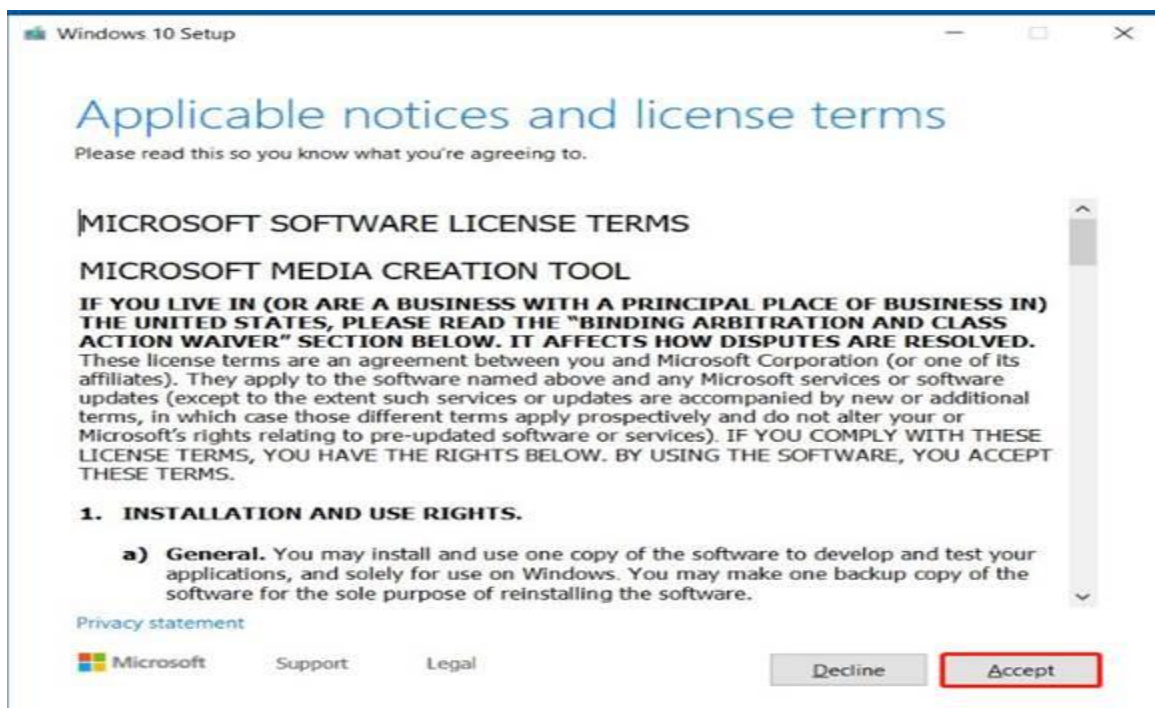 Windows 10 Setup
Applicable notices and license terms
Please read this so you know what you're agreeing to.
MICROSOFT SOFTWARE LICENSE TERMS
MICROSOFT MEDIA CREATION TOOL
IF YOU LIVE IN (OR ARE A BUSINESS WITH A PRINCIPAL PLACE OF BUSINESS IN)
THE UNITED STATES, PLEASE READ THE “BINDING ARBITRATION AND CLASS
ACTION WAIVER” SECTION BELOW. IT AFFECTS HOW DISPUTES ARE RESOLVED.
These license terms are an agreement between you and Microsoft Corporation (or one of its
affiliates). They apply to the software named above and any Microsoft services or software
updates (except to the extent such services or updates are accompanied by new or additional
terms, in which case those different terms apply prospectively and do not alter your or
Microsoft’s rights relating to pre-updated software or services). IF YOU COMPLY WITH THESE
LICENSE TERMS, YOU HAVE THE RIGHTS BELOW. BY USING THE SOFTWARE, YOU ACCEPT
THESE TERMS.
1. INSTALLATION AND USE RIGHTS.
a) General. You may install and use one copy of the software to develop and test your
applications, and solely for use on Windows. You may make one backup copy of the
software for the sole purpose of reinstalling the software.
Privacy statement
Microsoft Support Legal Decline Accept